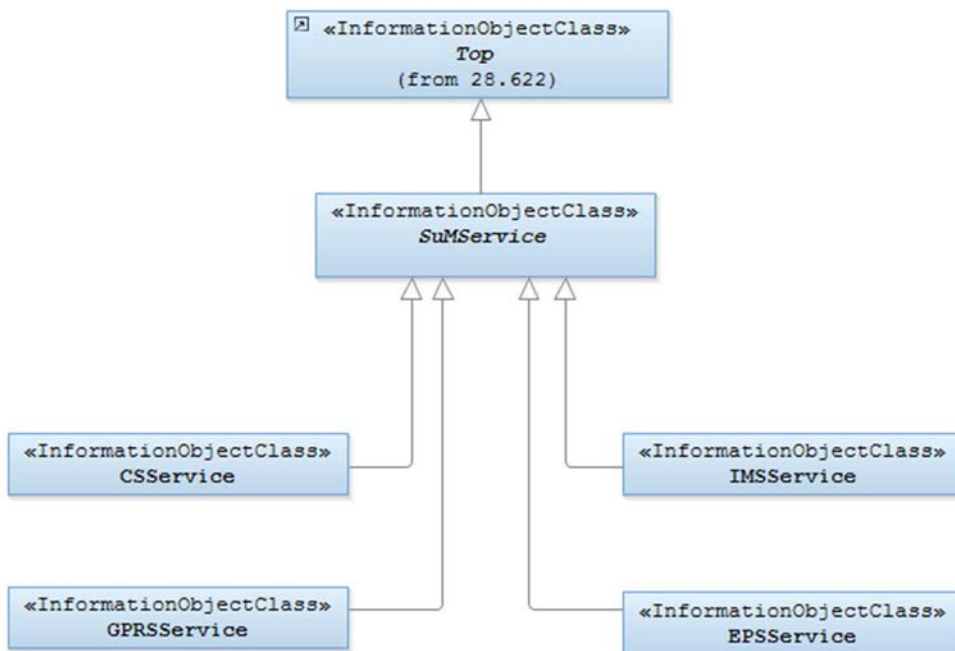 «InformationObjectClass»
Top
(from 28.622)
«InformationObjectClass»
SuMService
«InformationObjectClass»
CSService
«InformationObjectClass»
IMSService
«InformationObjectClass»
GPRSService
«InformationObjectClass»
EPSService